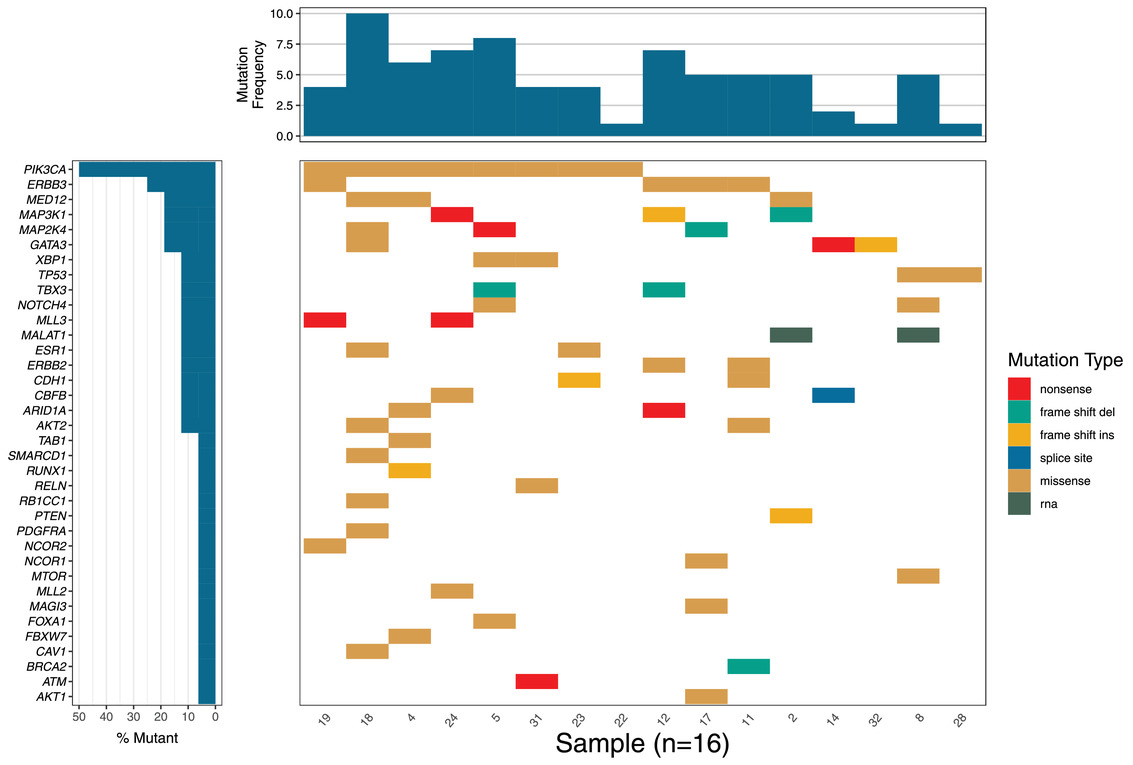 10.0
7.5
5.0
2.5
0.0
Mutation
Frequency
PIK3CA
ERBB3
MED12
MAP3K1
MAP2K4
GATA3
XBP1
TP53
TBX3
NOTCH4
MLL3
MALAT1
ESR1
ERBB2
CDH1
CBFB
ARID1A
AKT2
TAB1
SMARCD1
RUNX1
RELN
RB1CC1
PTEN
PDGFRA
NCOR2
NCOR1
MTOR
MLL2
MAGI3
FOXA1
FBXW7
CAV1
BRCA2
ATM
AKT1
50 40 30 20 10 0
% Mutant
19 18 4 24 5 31 23 22 12 17 11 2 14 32 8 28
Sample (n=16)
Mutation Type
nonsense
frame shift del
frame shift ins
splice site
missense
rna